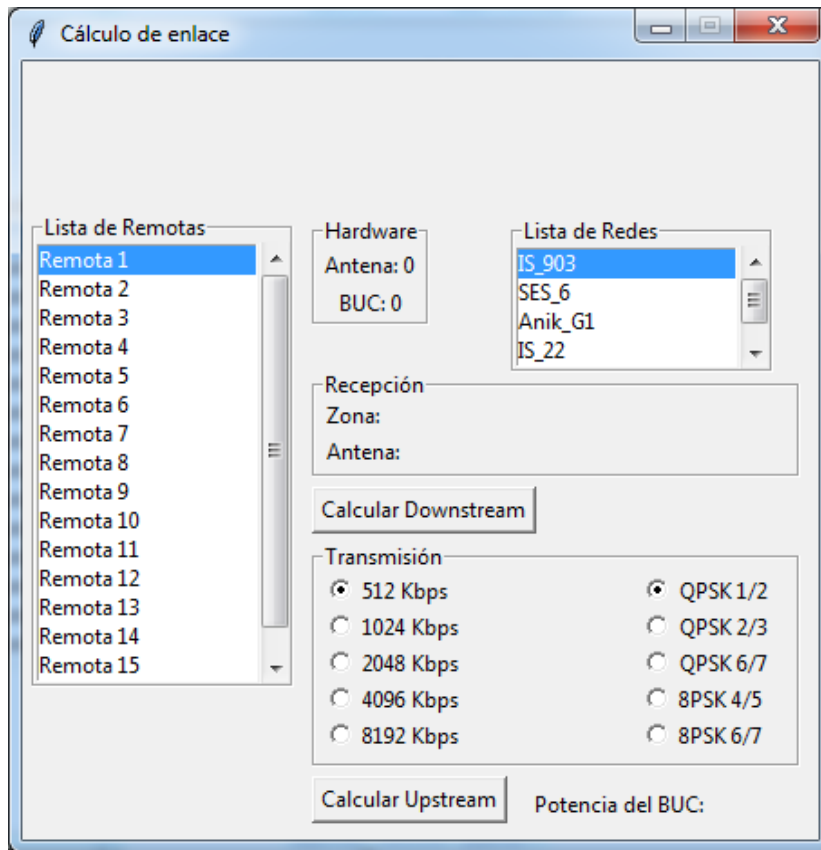 Cálculo de enlace
Lista de Remotas
Remota 1
Remota 2
Remota 3
Remota 4
Remota 5
Remota 6
Remota 7
Remota 8
Remota 9
Remota 10
Remota 11
Remota 12
Remota 13
Remota 14
Remota 15
Hardware
Antena: 0
BUC: 0
Lista de Redes
IS_903
SES_6
Anik_G1
IS_22
Recepción
Zona:
Antena:
Calcular Downstream
Transmisión
512 Kbps
1024 Kbps
2048 Kbps
4096 Kbps
8192 Kbps
QPSK 1/2
QPSK 2/3
QPSK 6/7
8PSK 4/5
8PSK 6/7
Calcular Upstream
Potencia del BUC: